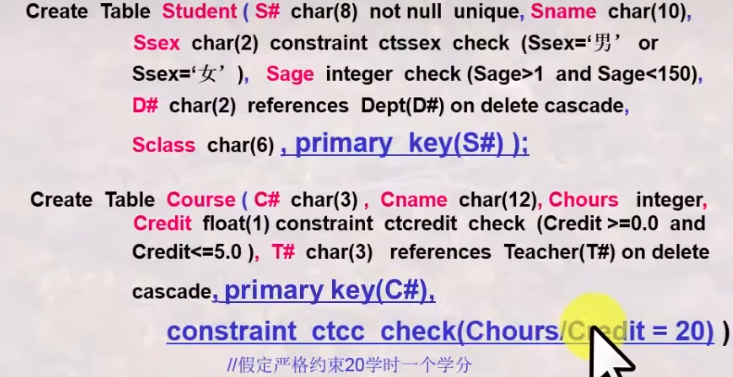 Create Table Student ( S# char(8) not null unique, Sname char(10),
Ssex char(2) constraint ctssex check (Ssex=‘男’ or
Ssex=‘女’), Sage integer check (Sage>1 and Sage<150),
D# char(2) references Dept(D#) on delete cascade,
Sclass char(6) , primary key(S#) );
Create Table Course ( C# char(3) , Cname char(12), Chours integer,
Credit float(1) constraint ctcredit check (Credit >=0.0 and
Credit<=5.0 ), T# char(3) references Teacher(T#) on delete
cascade, primary key(C#),
constraint ctcc check(Chours/Credit = 20) )
//假定严格约束20学时一个学分